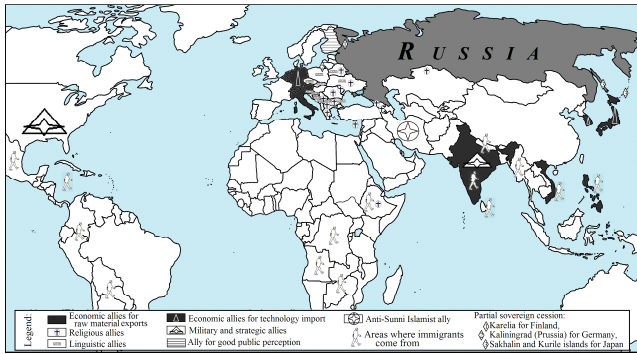 RUSSIA
Legend:
Economic allies for
raw material exports
Religious allies
Linguistic allies
Economic allies for technology import
Military and strategic allies
Ally for good public perception
Anti-Sunni Islamist ally
Areas where immigrants
come from
Partial sovereign cession:
Karelia for Finland,
Kaliningrad (Prussia) for Germany,
Sakhalin and Kurile islands for Japan